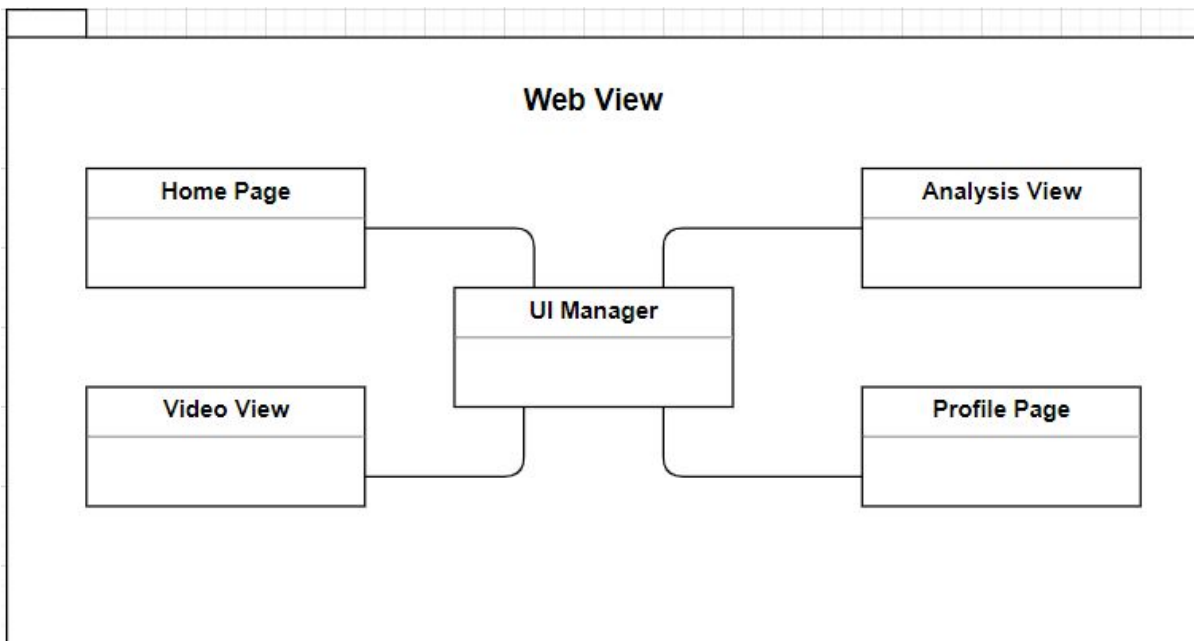 Web View
Home Page
Analysis View
UI Manager
Video View
Profile Page